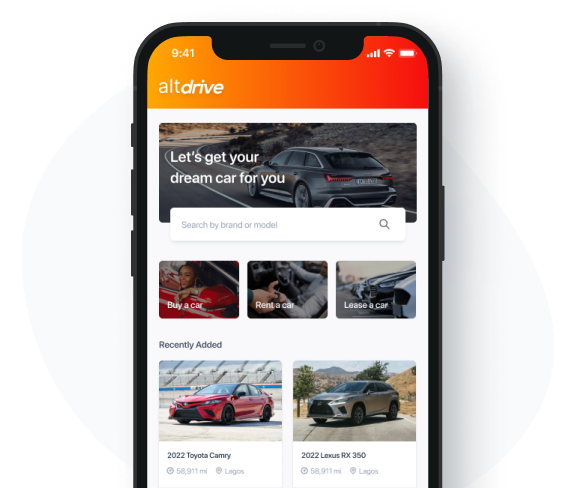 9:41
altdrive
Let's get your
dream car for you
Search by brand or model
Buy a car
Rent a car
Lease a car
Recently Added
2022 Toyota Camry
2022 Lexus RX 350
58,911 mi
Lagos
58,911 mi
Lagos